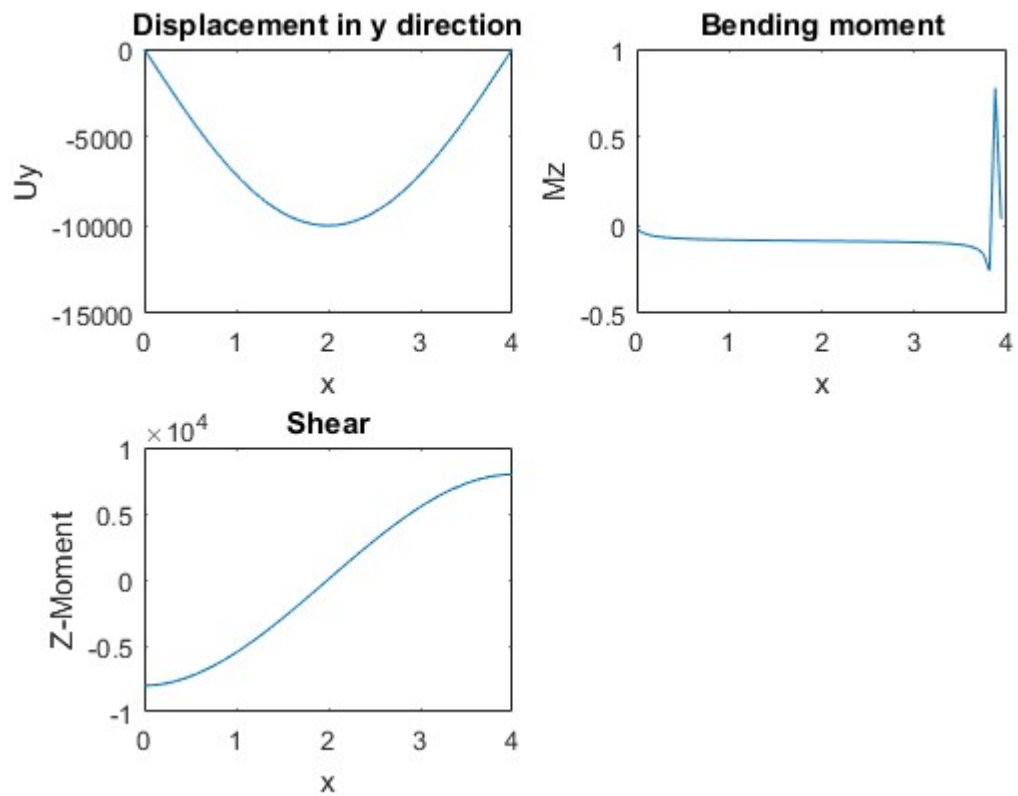 Displacement in y direction
0
-5000
-10000
-15000
Uy
0 1 2 3 4
x
Bending moment
1
0.5
0
-0.5
Mz
0 1 2 3 4
x
×10^4
Shear
1
0.5
0
-0.5
-1
Z-Moment
0 1 2 3 4
x